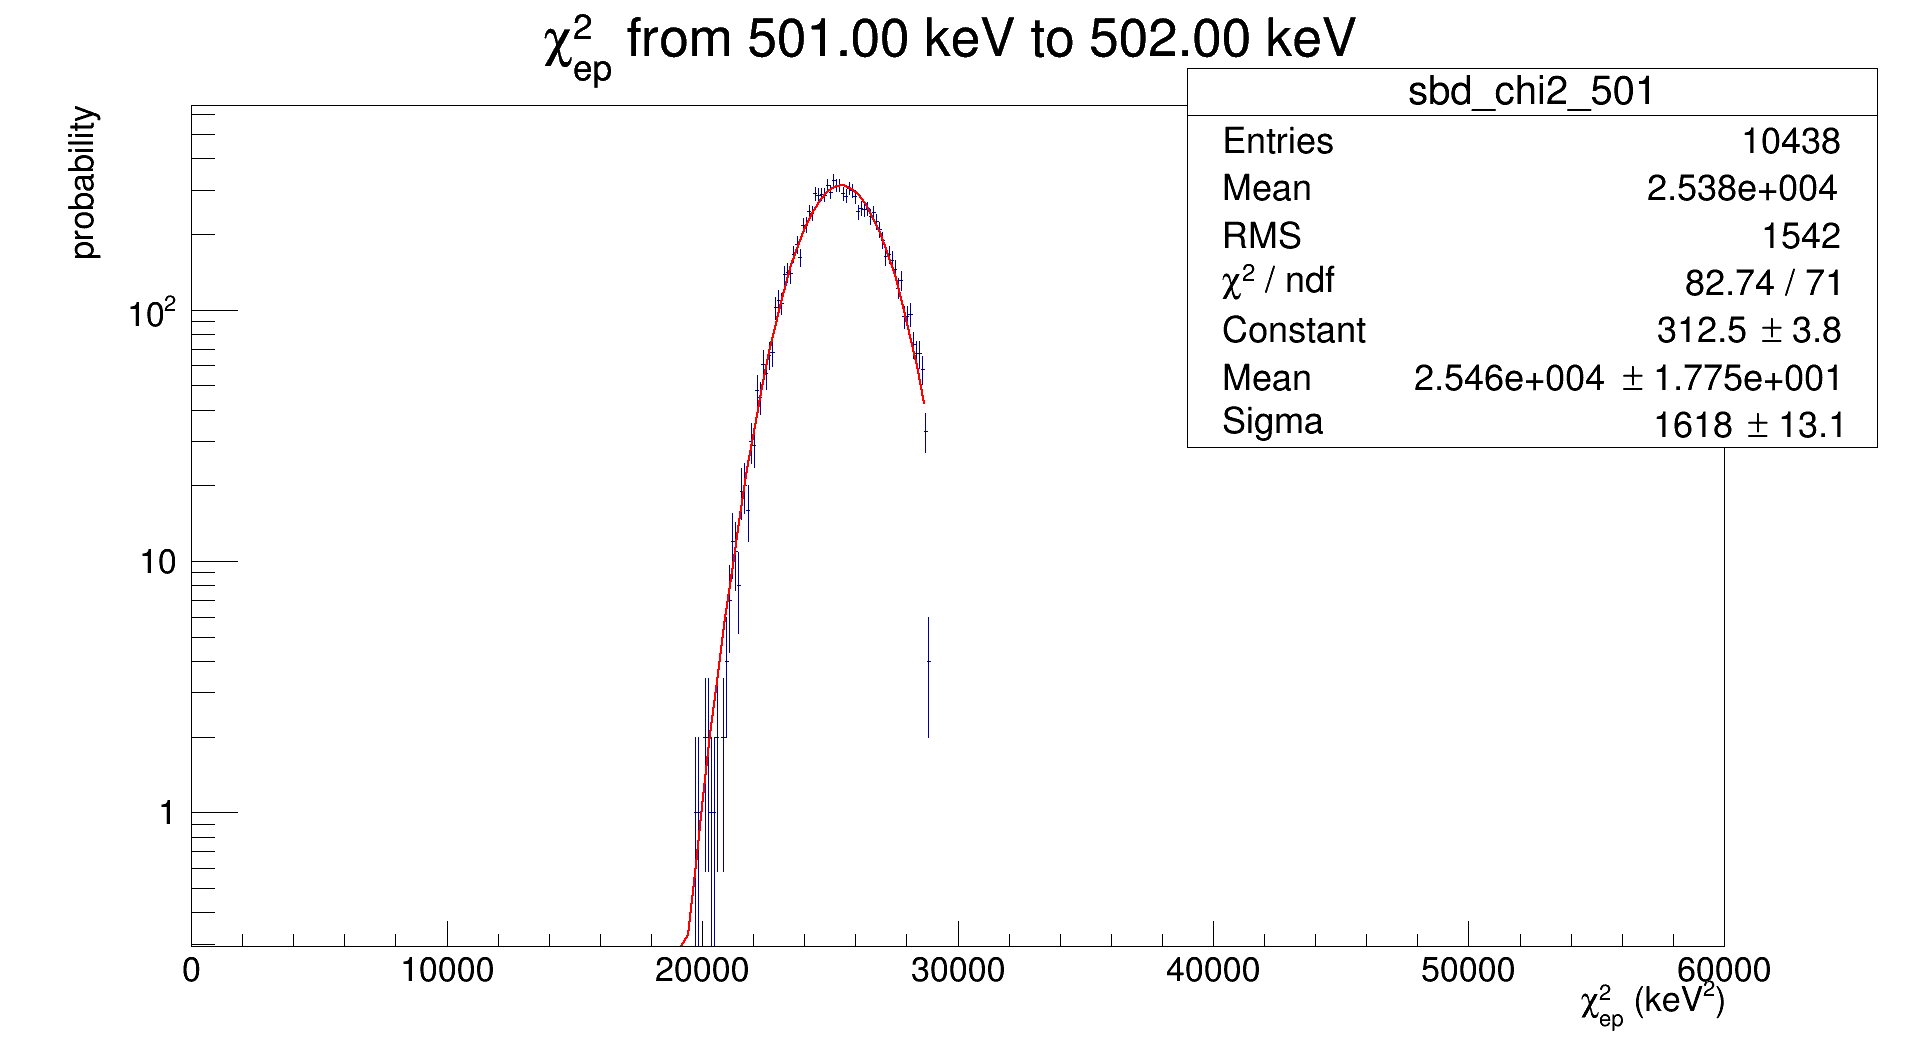 χ²ep from 501.00 keV to 502.00 keV
sbd_chi2_501
Entries 10438
Mean 2.538e+004
RMS 1542
χ² / ndf 82.74 / 71
Constant 312.5 ± 3.8
Mean 2.546e+004 ± 1.775e+001
Sigma 1618 ± 13.1
probability
10²
10
1
0 10000 20000 30000 40000 50000 60000
χ²ep (keV²)